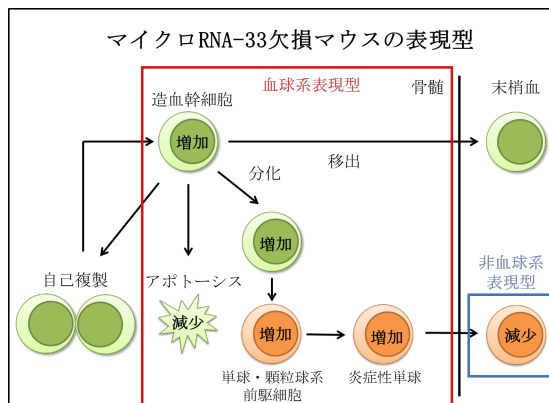 マイクロRNA-33欠損マウスの表現型
血球系表現型
骨髄
末梢血
造血幹細胞
増加
移出
分化
増加
自己複製
アポトーシス
減少
非血球系
表現型
増加
増加
減少
単球・顆粒球系
前駆細胞
炎症性単球